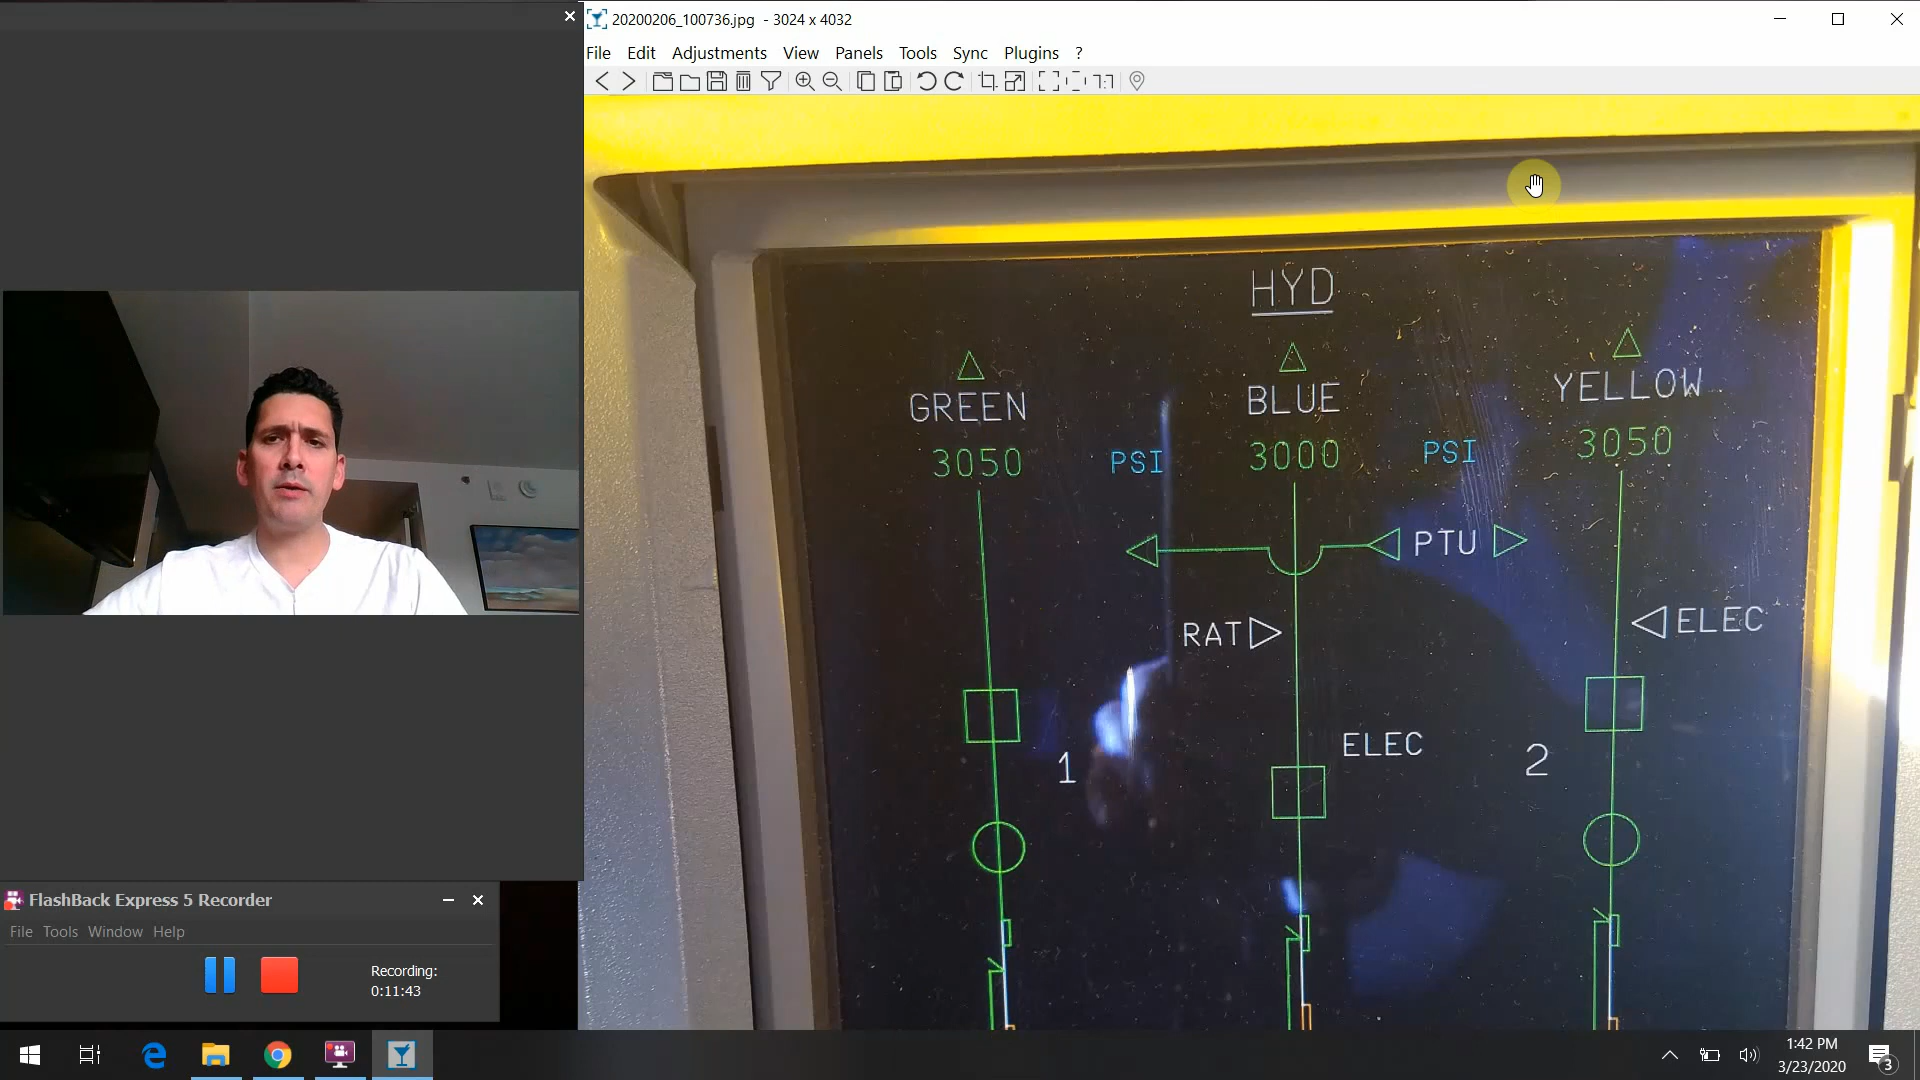 20200206_100736.jpg - 3024 x 4032
File Edit Adjustments View Panels Tools Sync Plugins ?
1:1
HYD
GREEN BLUE YELLOW
3050 PSI 3000 PSI 3050
PTU
RAT ELEC
ELEC
1 2
FlashBack Express 5 Recorder
File Tools Window Help
Recording:
0:11:43
1:42 PM
3/23/2020
3